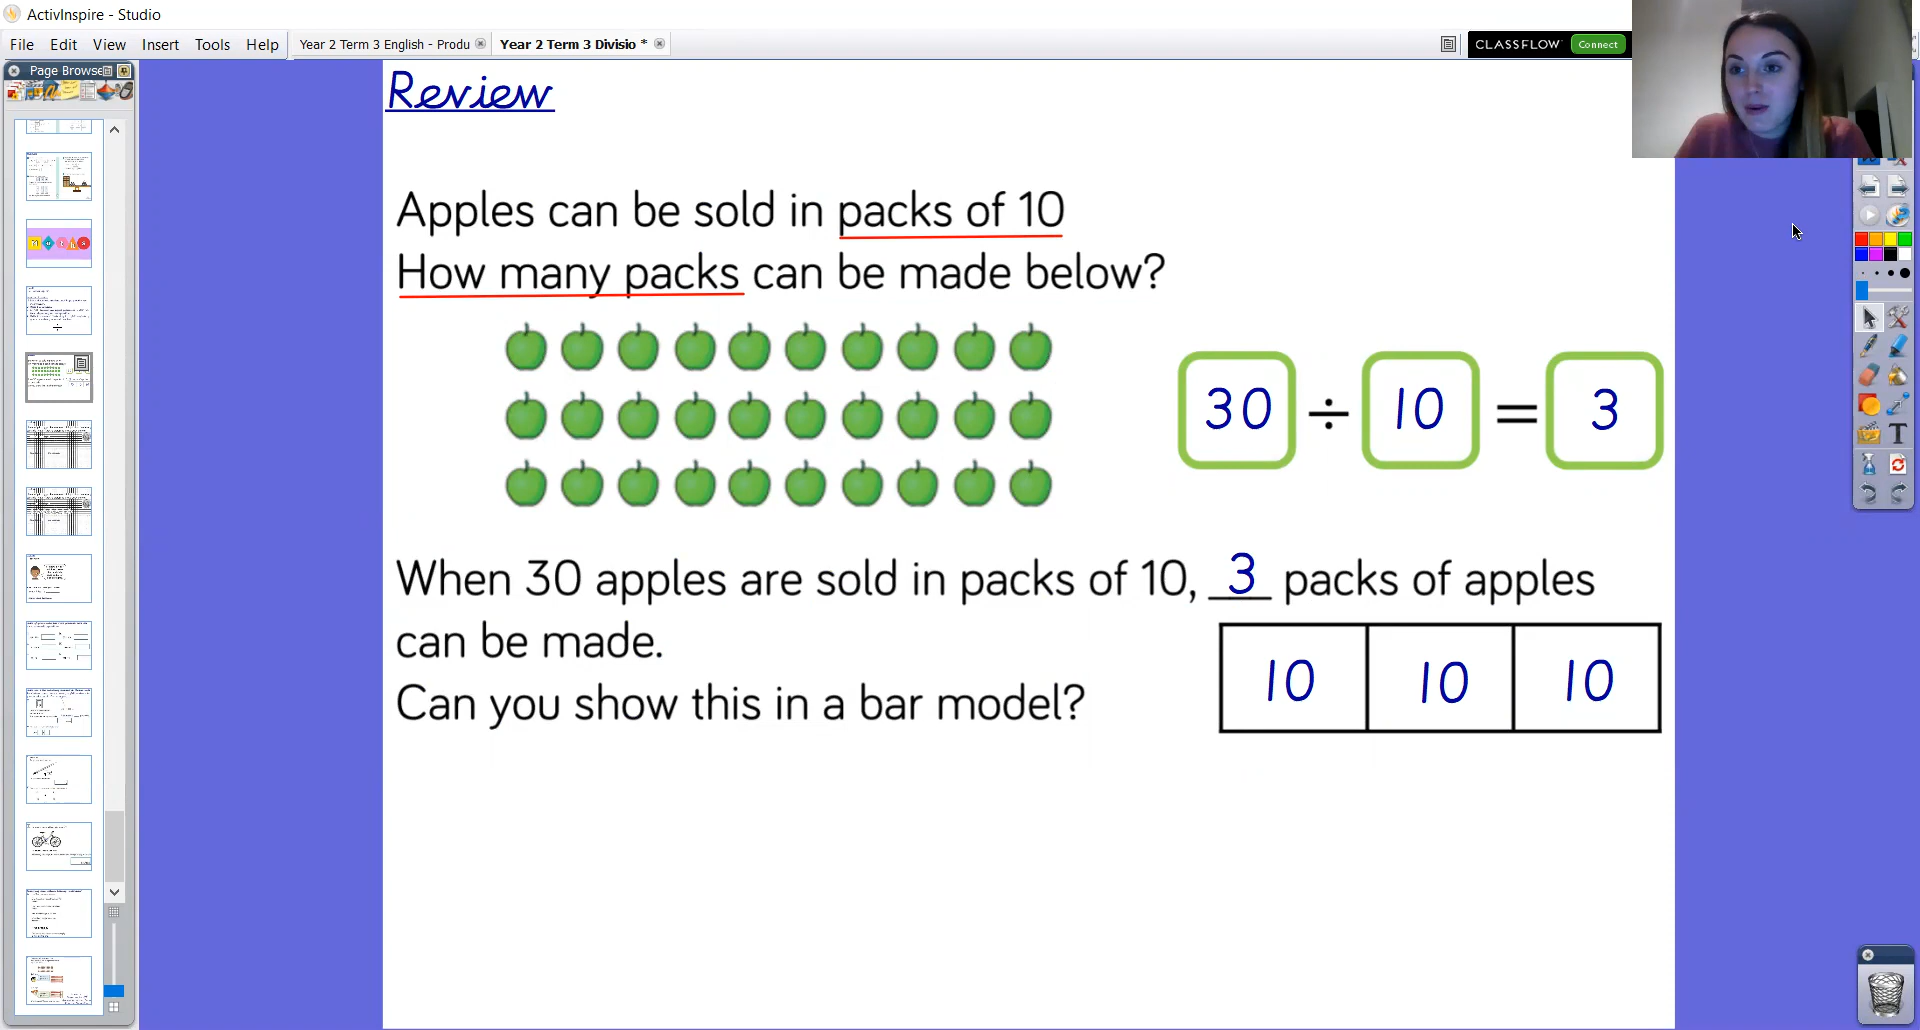 ActivInspire - Studio
File Edit View Insert Tools Help
Year 2 Term 3 English - Produ
Year 2 Term 3 Divisio *
CLASSFLOW Connect
Page Browse
Review
Apples can be sold in packs of 10
How many packs can be made below?
30 ÷ 10 = 3
When 30 apples are sold in packs of 10, 3 packs of apples
can be made.
Can you show this in a bar model?
10 10 10
T